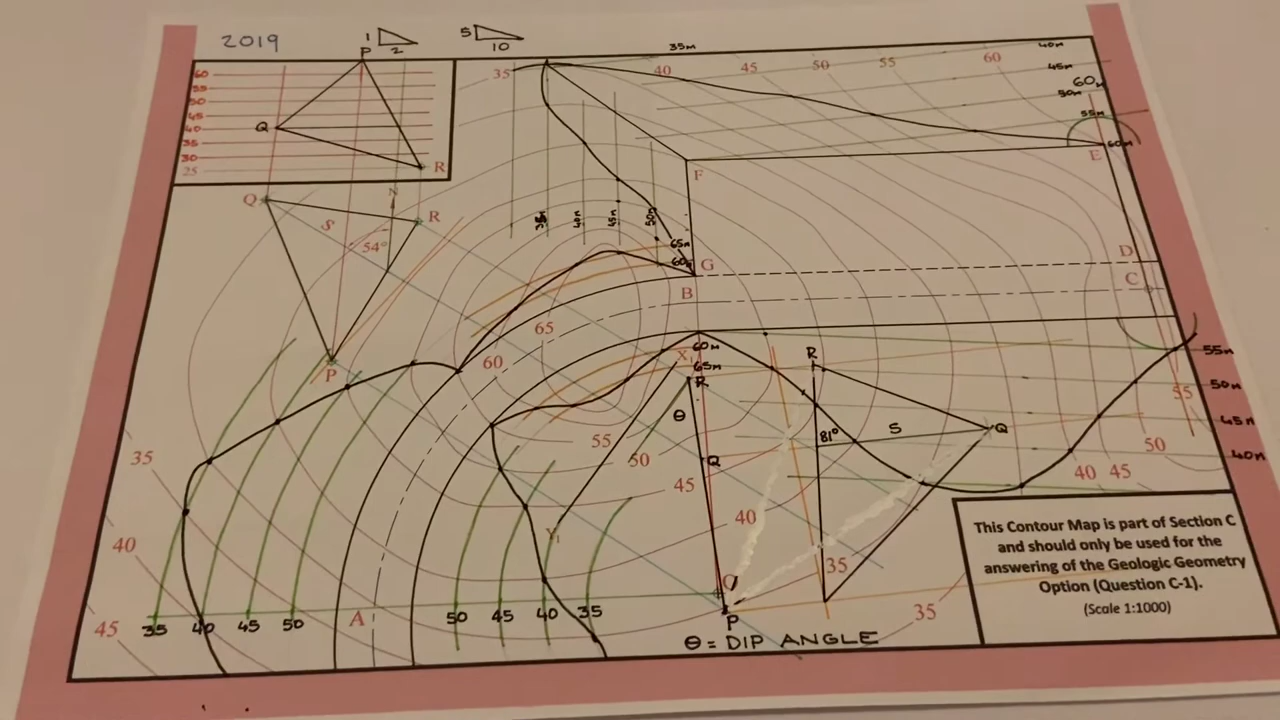 2019
1
2
5
10
35m
40m
45m
50m
60m
55m
60m
P
Q
R
60
55
50
45
40
35
30
25
35
40
45
50
55
60
E
F
G
D
B
C
Q
R
S
N
54°
P
35m
40m
45m
50m
65m
60m
65
60
60m
X₁
65m
R
θ
Q
R
81°
S
Q
55m
50m
45m
40m
55
50
45
40
35
55
50
40 45
Y₁
35
40
45
35 40 45 50
A
50 45 40 35
O
P
35
θ = DIP ANGLE
This Contour Map is part of Section C
and should only be used for the
answering of the Geologic Geometry
Option (Question C-1).
(Scale 1:1000)